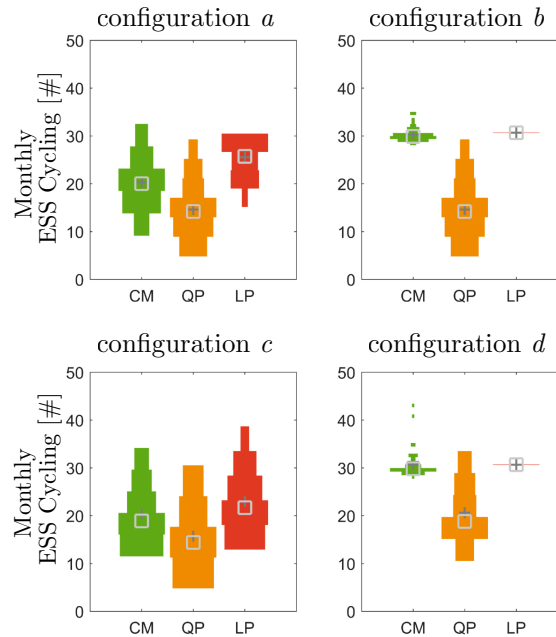 configuration a
configuration b
Monthly
ESS Cycling [#]
50
40
30
20
10
0
CM QP LP
50
40
30
20
10
0
CM QP LP
configuration c
configuration d
Monthly
ESS Cycling [#]
50
40
30
20
10
0
CM QP LP
50
40
30
20
10
0
CM QP LP